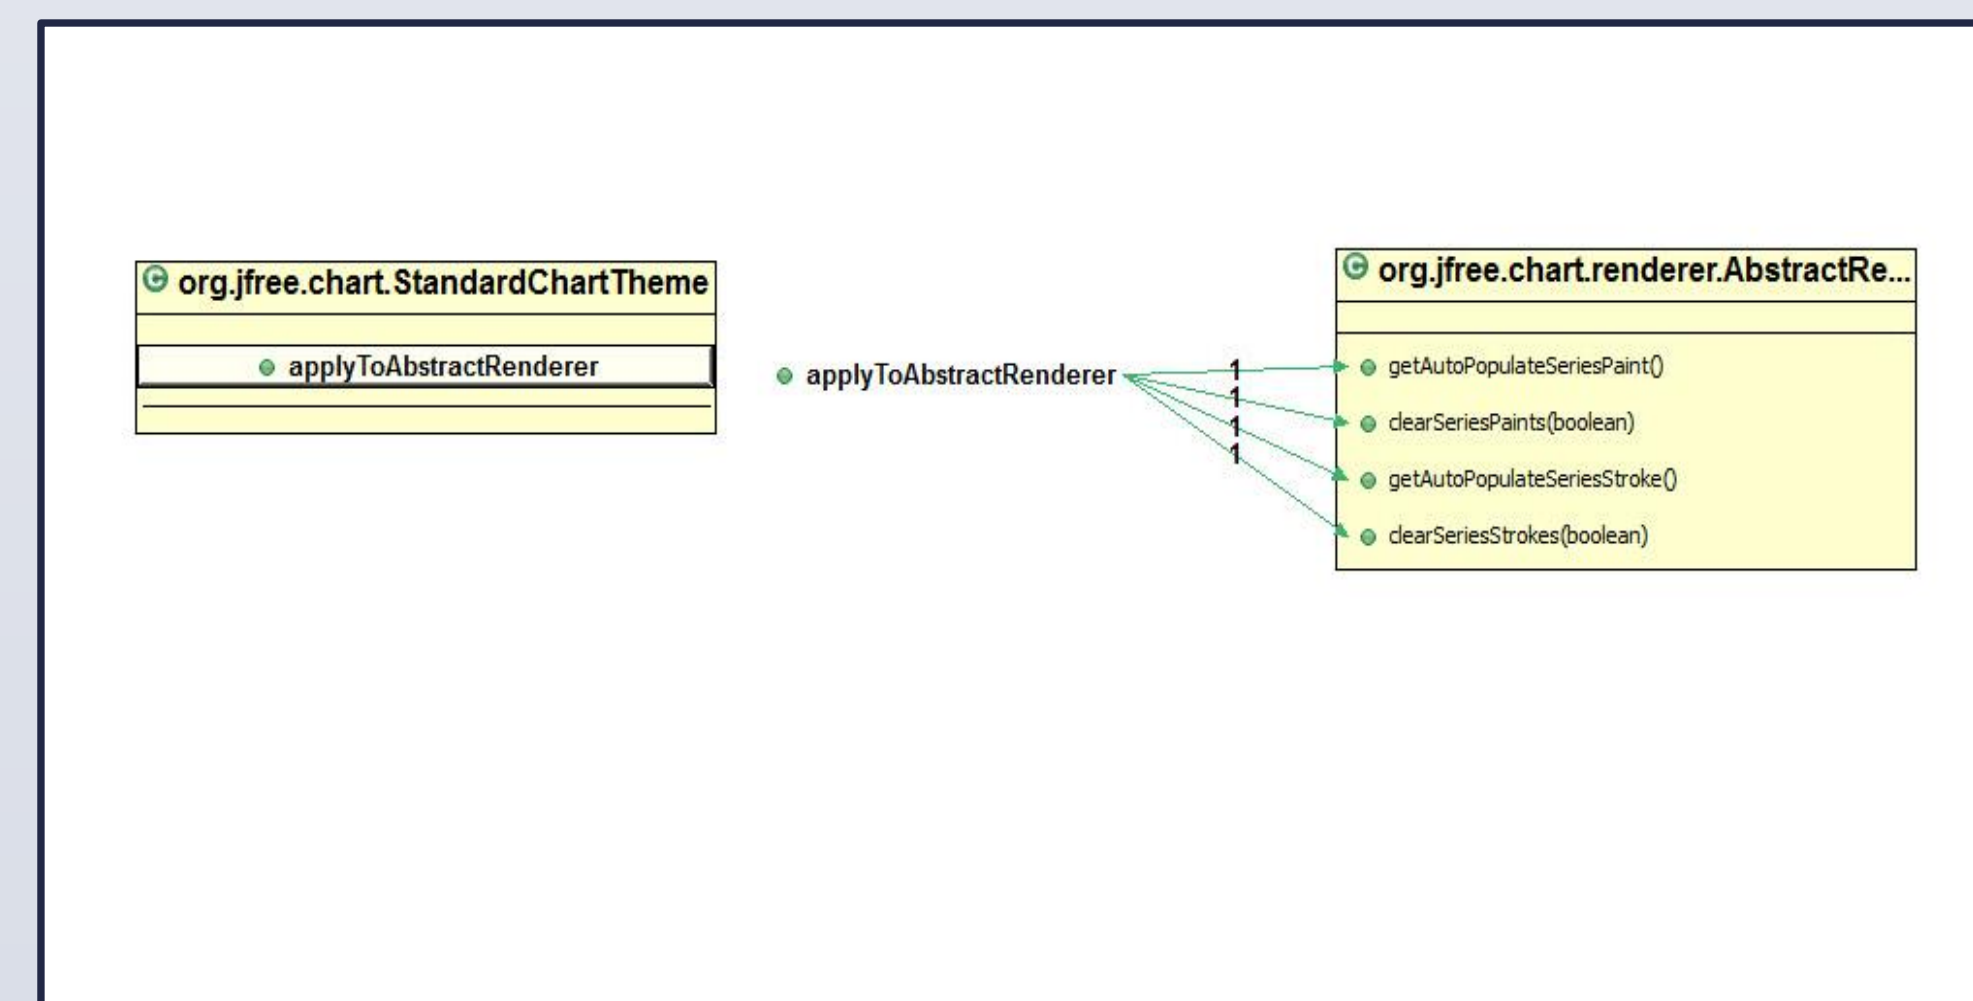 org.jfree.chart.StandardChartTheme
applyToAbstractRenderer
applyToAbstractRenderer
1
1
1
1
org.jfree.chart.renderer.AbstractRe...
getAutoPopulateSeriesPaint()
clearSeriesPaints(boolean)
getAutoPopulateSeriesStroke()
clearSeriesStrokes(boolean)